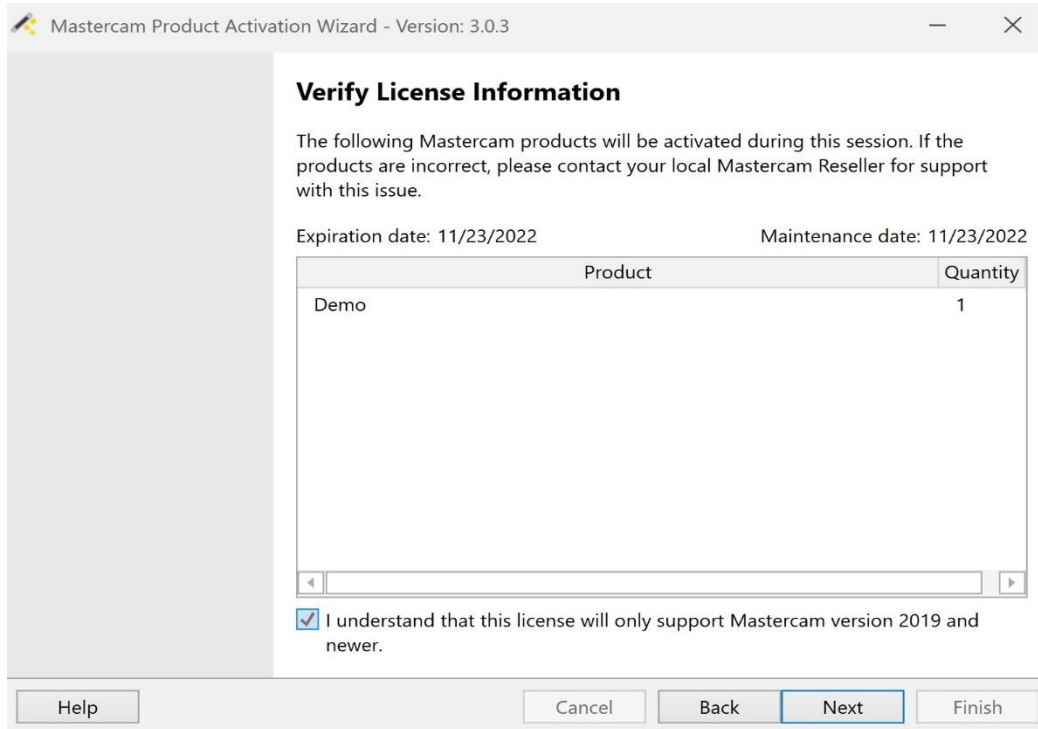 Mastercam Product Activation Wizard - Version: 3.0.3
Verify License Information
The following Mastercam products will be activated during this session. If the
products are incorrect, please contact your local Mastercam Reseller for support
with this issue.
Expiration date: 11/23/2022 Maintenance date: 11/23/2022
Product Quantity
Demo 1
I understand that this license will only support Mastercam version 2019 and
newer.
Help Cancel Back Next Finish